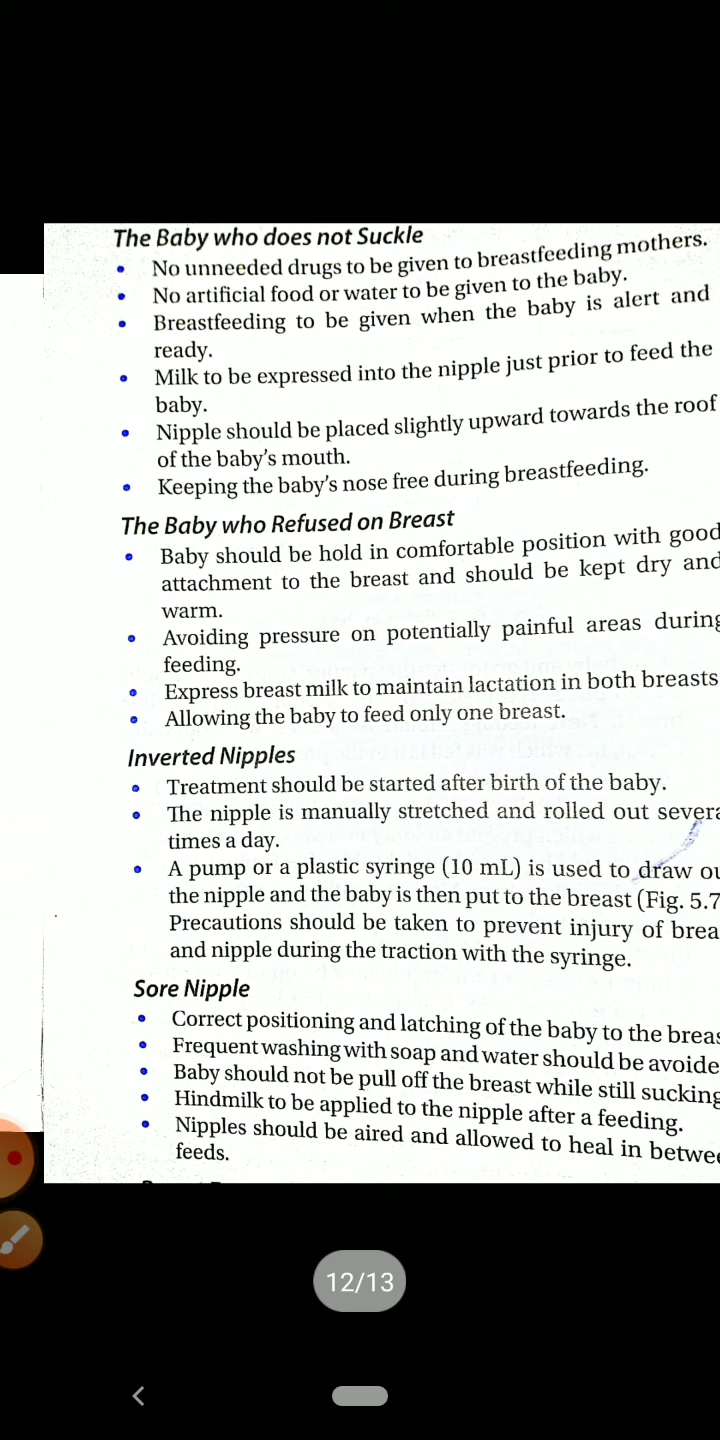 The Baby who does not Suckle
• No unneeded drugs to be given to breastfeeding mothers.
• No artificial food or water to be given to the baby.
• Breastfeeding to be given when the baby is alert and
ready.
• Milk to be expressed into the nipple just prior to feed the
baby.
• Nipple should be placed slightly upward towards the roof
of the baby's mouth.
• Keeping the baby's nose free during breastfeeding.
The Baby who Refused on Breast
• Baby should be hold in comfortable position with good
attachment to the breast and should be kept dry and
warm.
• Avoiding pressure on potentially painful areas during
feeding.
• Express breast milk to maintain lactation in both breasts
• Allowing the baby to feed only one breast.
Inverted Nipples
• Treatment should be started after birth of the baby.
• The nipple is manually stretched and rolled out severa
times a day.
• A pump or a plastic syringe (10 mL) is used to draw ou
the nipple and the baby is then put to the breast (Fig. 5.7
Precautions should be taken to prevent injury of brea
and nipple during the traction with the syringe.
Sore Nipple
• Correct positioning and latching of the baby to the breas
• Frequent washing with soap and water should be avoide
• Baby should not be pull off the breast while still sucking
• Hindmilk to be applied to the nipple after a feeding.
• Nipples should be aired and allowed to heal in betwee
feeds.
12/13